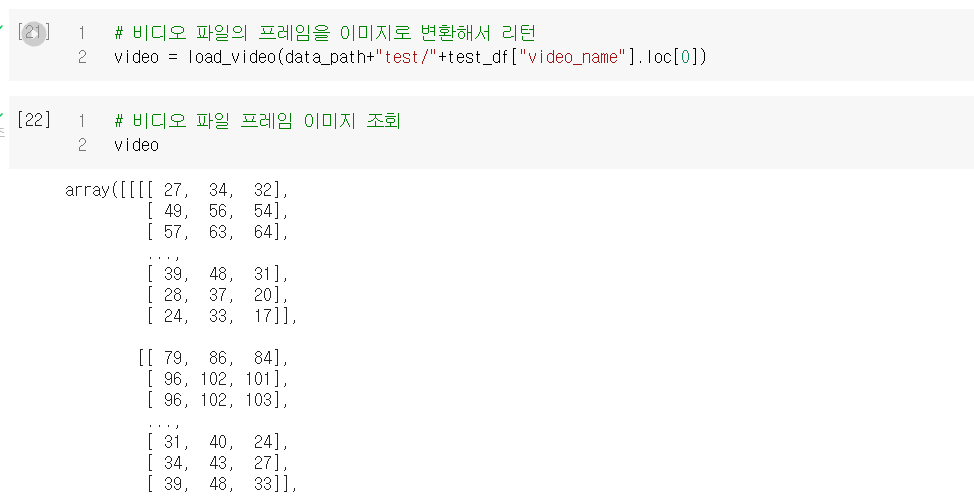 [21] 1 # 비디오 파일의 프레임을 이미지로 변환해서 리턴
2 video = load_video(data_path+"test/"+test_df["video_name"].loc[0])
[22] 1 # 비디오 파일 프레임 이미지 조회
2 video
array([[[[ 27, 34, 32],
[ 49, 56, 54],
[ 57, 63, 64],
...,
[ 39, 48, 31],
[ 28, 37, 20],
[ 24, 33, 17]],
[[ 79, 86, 84],
[ 96, 102, 101],
[ 96, 102, 103],
...,
[ 31, 40, 24],
[ 34, 43, 27],
[ 39, 48, 33]],